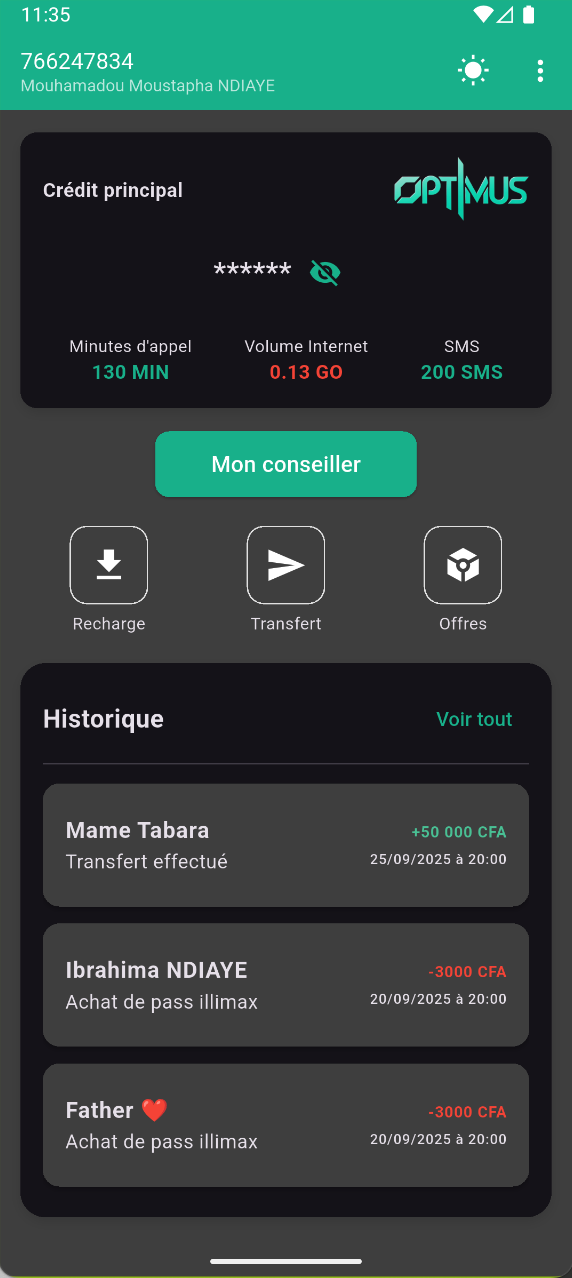 11:35
766247834
Mouhamadou Moustapha NDIAYE
Crédit principal
OPTIMUS
******
Minutes d'appel Volume Internet SMS
130 MIN 0.13 GO 200 SMS
Mon conseiller
Recharge Transfert Offres
Historique Voir tout
Mame Tabara +50 000 CFA
Transfert effectué 25/09/2025 à 20:00
Ibrahima NDIAYE -3000 CFA
Achat de pass illimax 20/09/2025 à 20:00
Father ❤️ -3000 CFA
Achat de pass illimax 20/09/2025 à 20:00